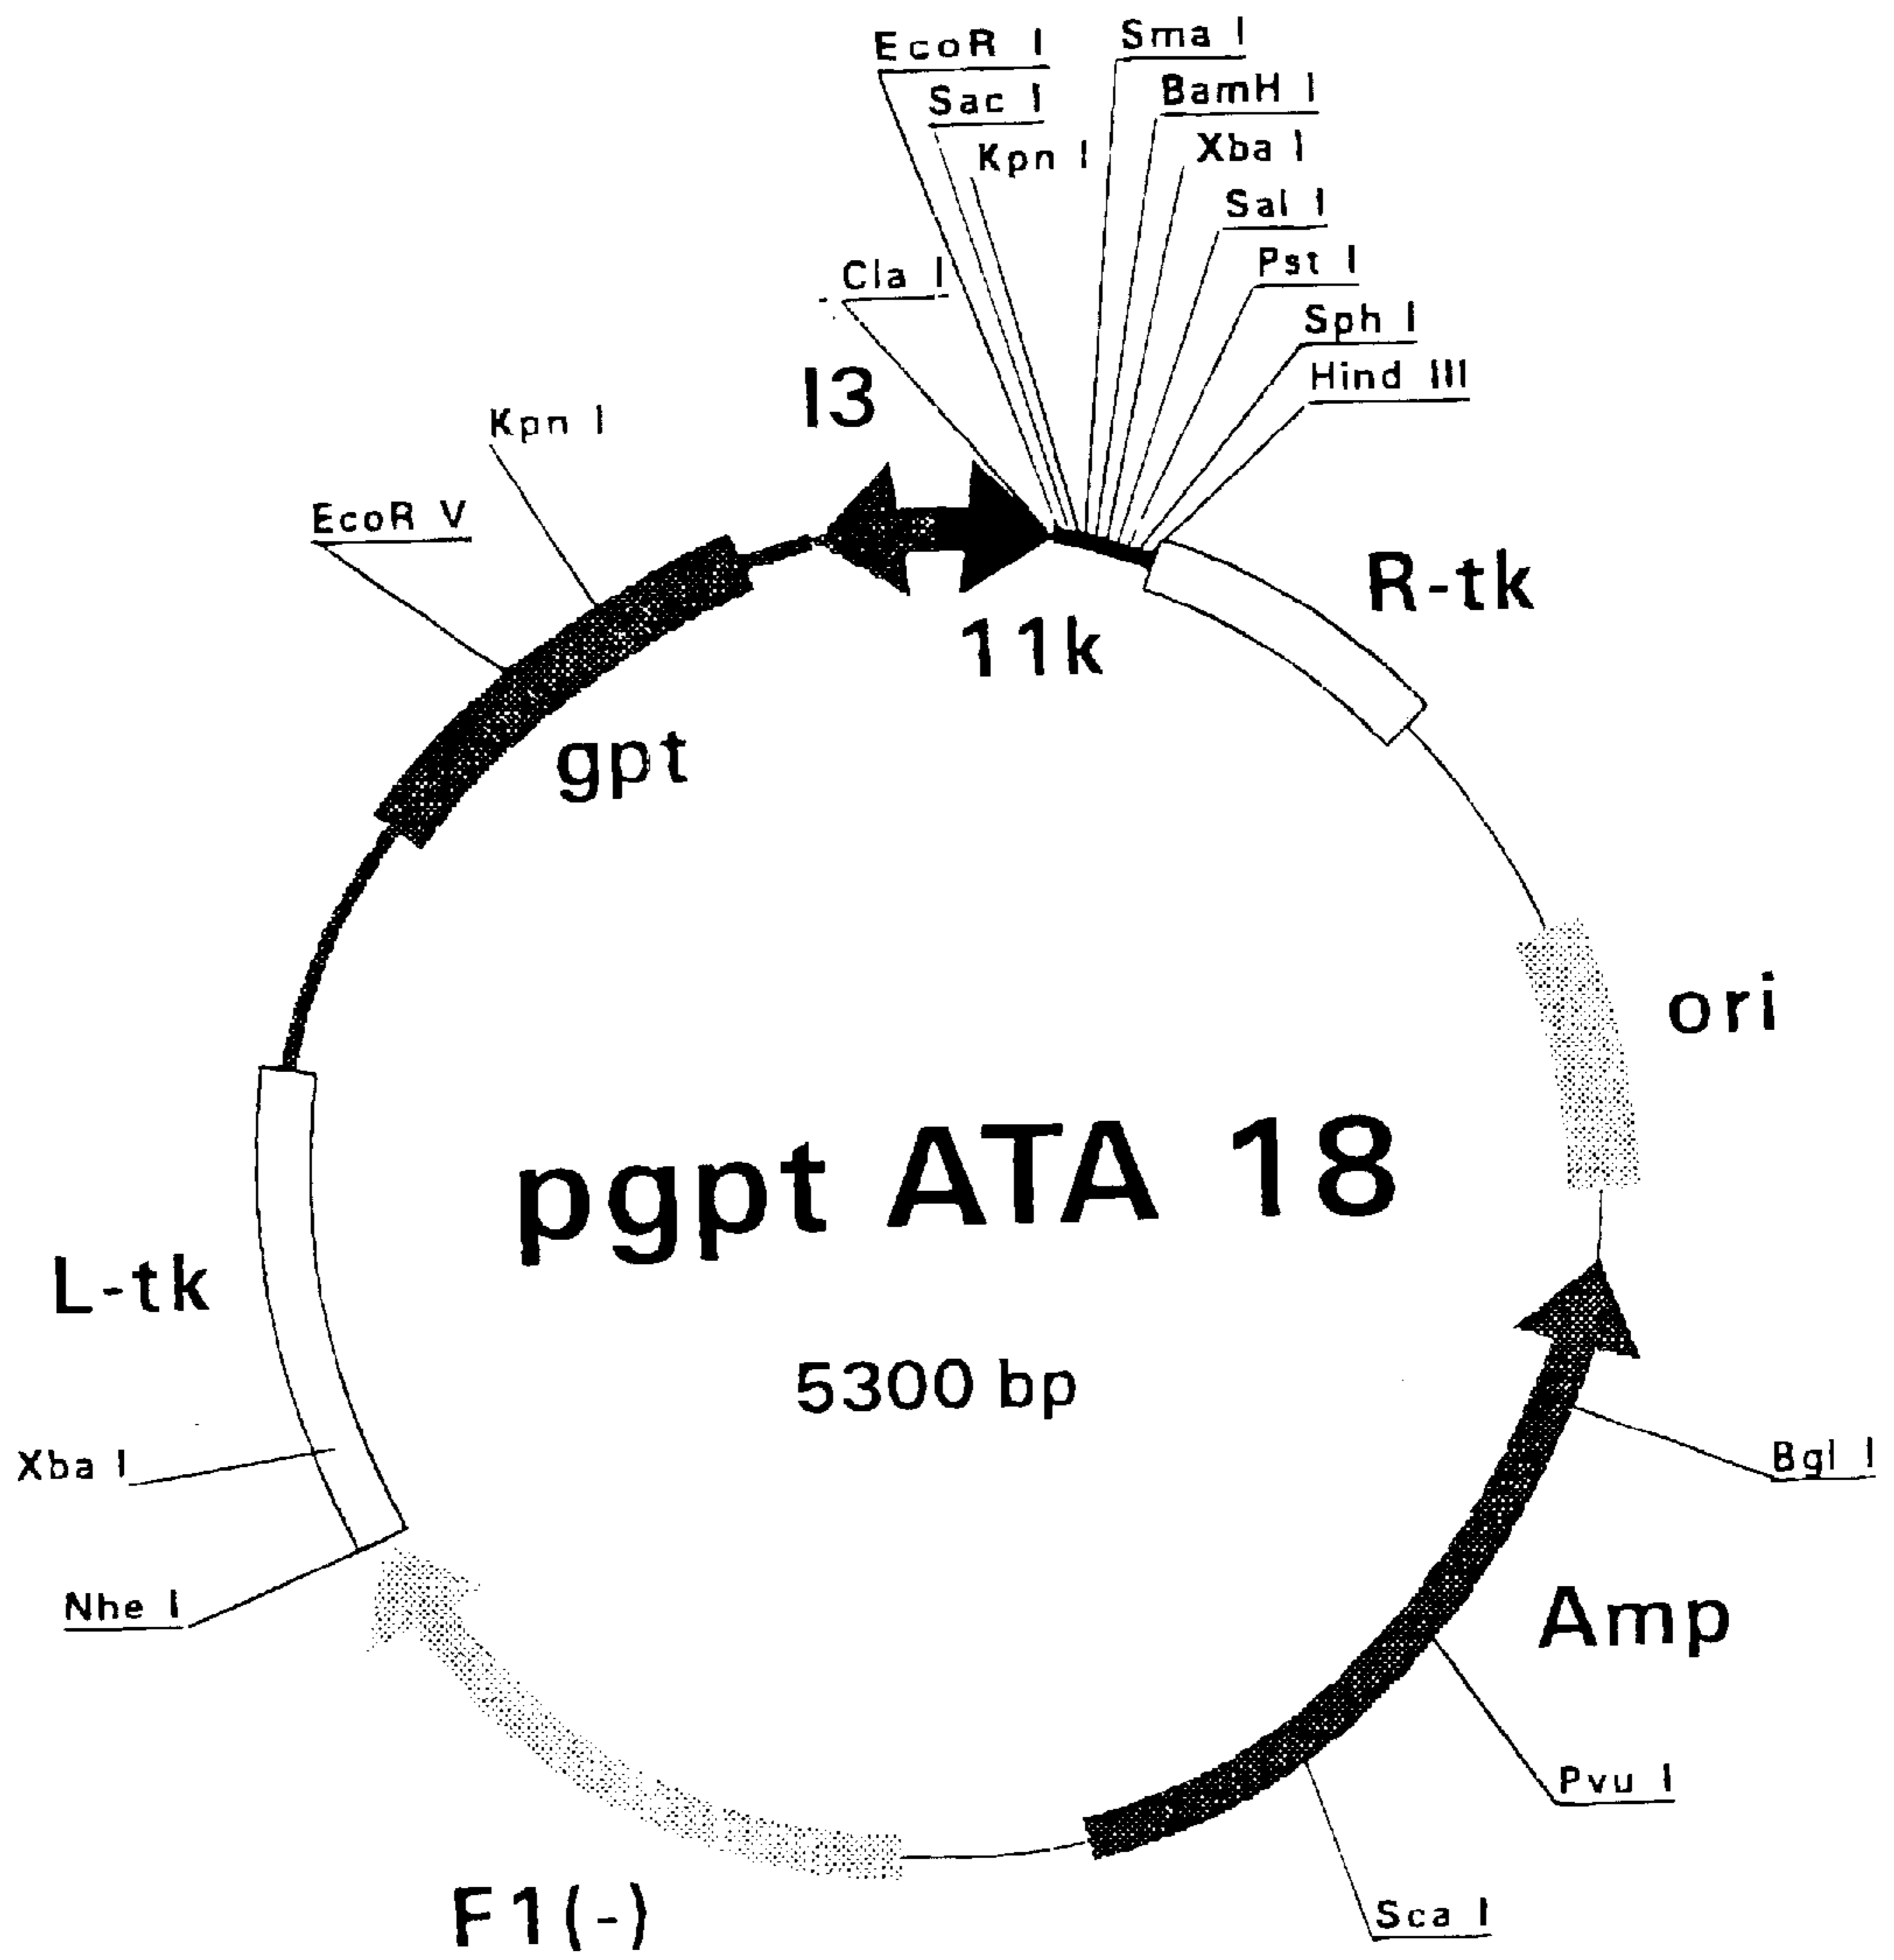 EcoR I
Sma I
Sac I
BamH I
Kpn I
Xba I
Sal I
Cla I
Pst I
Sph I
Hind III
I3
Kpn I
EcoR V
R-tk
11k
gpt
ori
pgpt ATA 18
L-tk
5300 bp
Xba I
Bgl I
Nhe I
Amp
Pvu I
F1(-)
Sca I